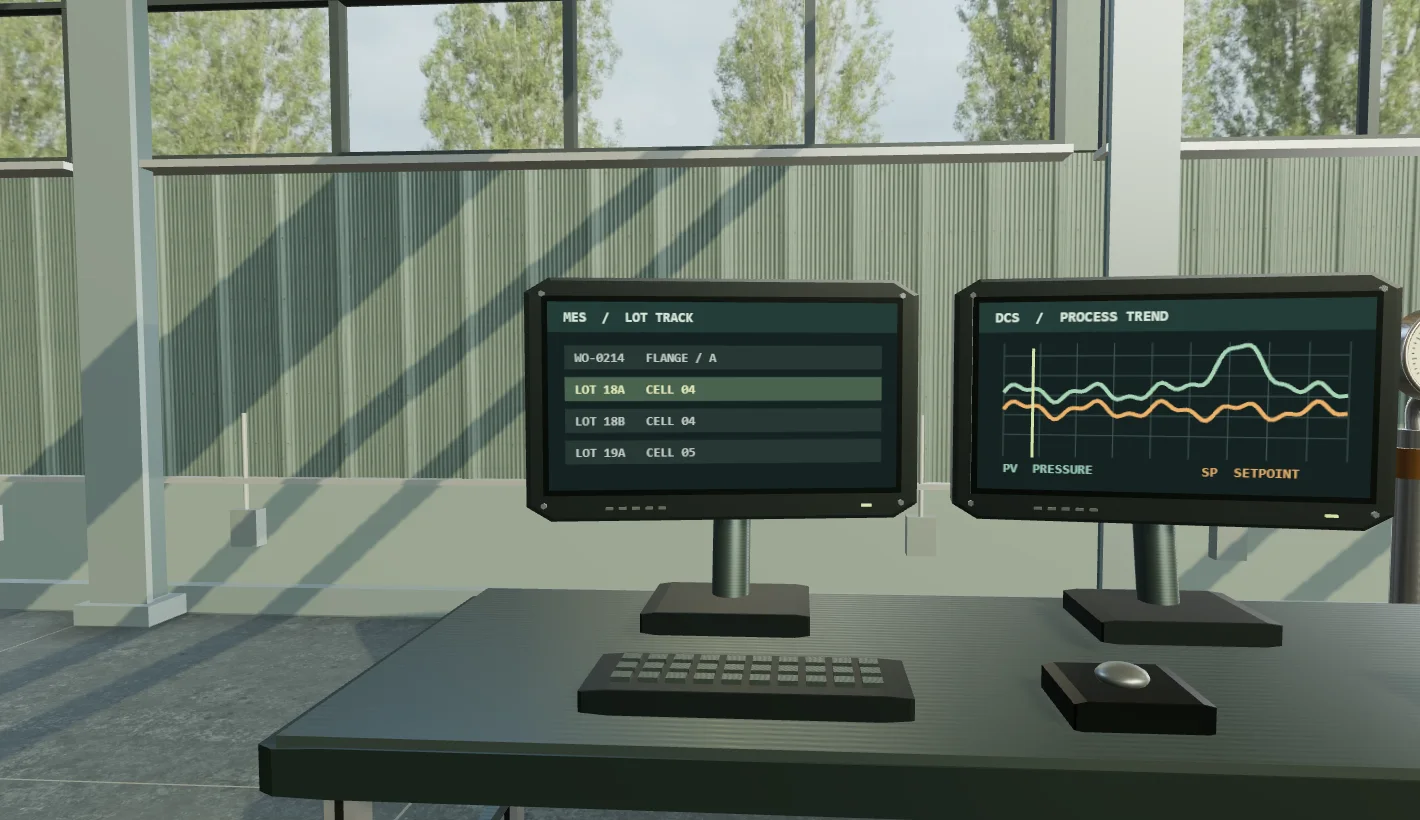 MES / LOT TRACK
WO-0214 FLANGE / A
LOT 18A CELL 04
LOT 18B CELL 04
LOT 19A CELL 05
DCS / PROCESS TREND
PV PRESSURE
SP SETPOINT